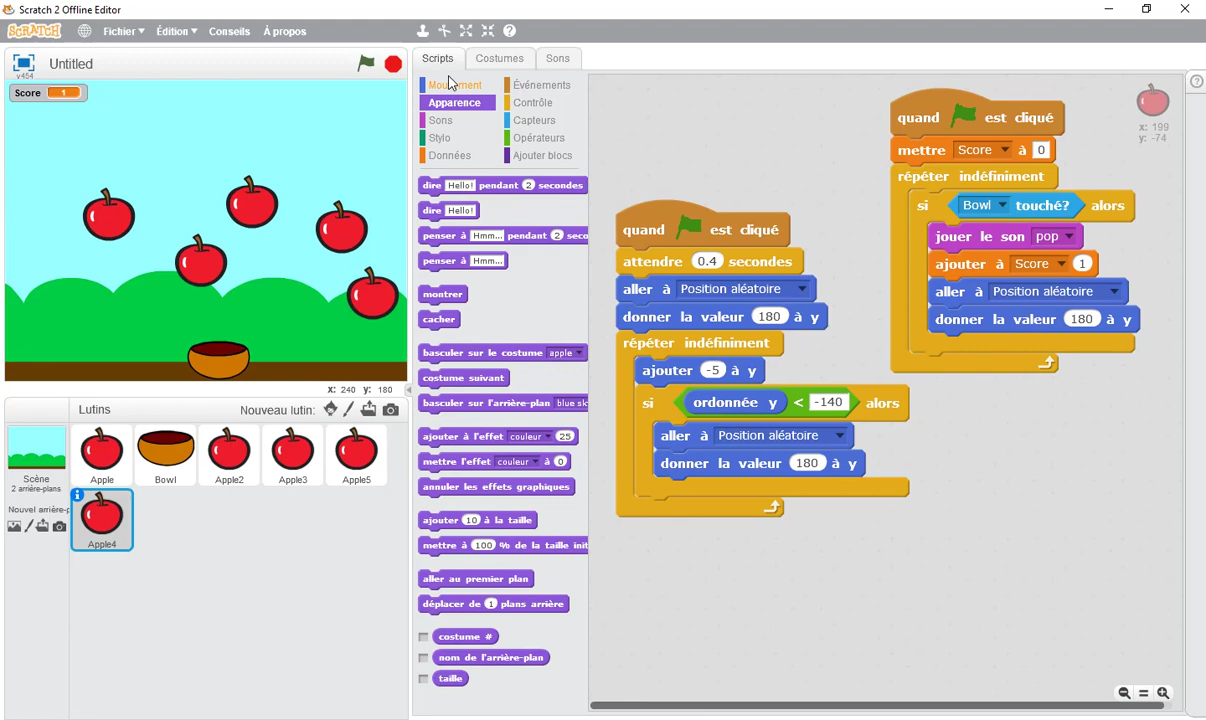 Scratch 2 Offline Editor
SCRATCH Fichier Édition Conseils À propos
v454
Untitled
Score 1
x: 240 y: 180
Lutins
Nouveau lutin:
Scène
2 arrière-plans
Nouvel arrière-p
Apple
Bowl
Apple2
Apple3
Apple5
Apple4
Scripts Costumes Sons
Mouvement
Apparence
Sons
Stylo
Données
Événements
Contrôle
Capteurs
Opérateurs
Ajouter blocs
dire Hello! pendant 2 secondes
dire Hello!
penser à Hmm... pendant 2 seco
penser à Hmm...
montrer
cacher
basculer sur le costume apple
costume suivant
basculer sur l'arrière-plan blue sk
ajouter à l'effet couleur 25
mettre l'effet couleur à 0
annuler les effets graphiques
ajouter 10 à la taille
mettre à 100 % de la taille init
aller au premier plan
déplacer de 1 plans arrière
costume #
nom de l'arrière-plan
taille
quand est cliqué
attendre 0.4 secondes
aller à Position aléatoire
donner la valeur 180 à y
répéter indéfiniment
ajouter -5 à y
si ordonnée y < -140 alors
aller à Position aléatoire
donner la valeur 180 à y
quand est cliqué
mettre Score à 0
répéter indéfiniment
si Bowl touché? alors
jouer le son pop
ajouter à Score 1
aller à Position aléatoire
donner la valeur 180 à y
x: 199
y: -74